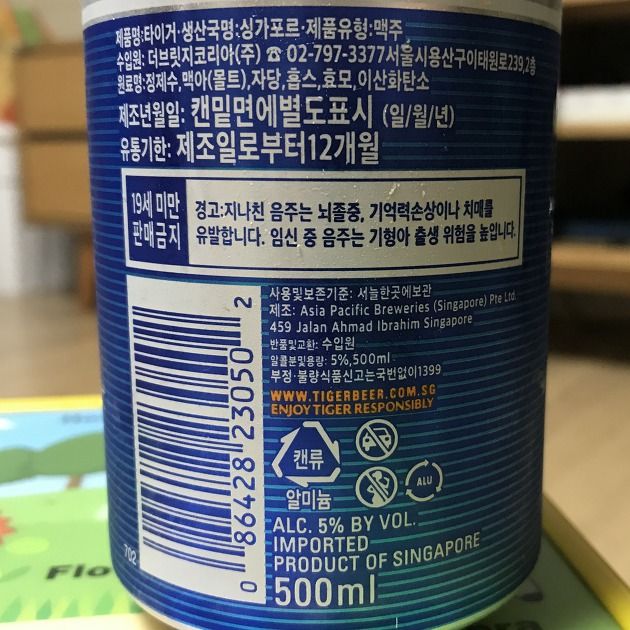 제품명:타이거·생산국명:싱가포르·제품유형:맥주
수입원: 더브릿지코리아(주) ☎ 02-797-3377서울시용산구이태원로239,2층
원료명:정제수,맥아(몰트),자당,홉스,효모,이산화탄소
제조년월일: 캔밑면에별도표시 (일/월/년)
유통기한: 제조일로부터12개월
19세 미만
판매금지
경고:지나친 음주는 뇌졸중, 기억력손상이나 치매를
유발합니다. 임신 중 음주는 기형아 출생 위험을 높입니다.
사용및보존기준: 서늘한곳에보관
제조: Asia Pacific Breweries (Singapore) Pte Ltd.
459 Jalan Ahmad Ibrahim Singapore
반품및교환: 수입원
알콜분및용량: 5%,500ml
부정·불량식품신고는국번없이1399
WWW.TIGERBEER.COM.SG
ENJOY TIGER RESPONSIBLY
캔류
알미늄
ALU
0 86428 23050 2
702
ALC. 5% BY VOL.
IMPORTED
PRODUCT OF SINGAPORE
500ml
Flo